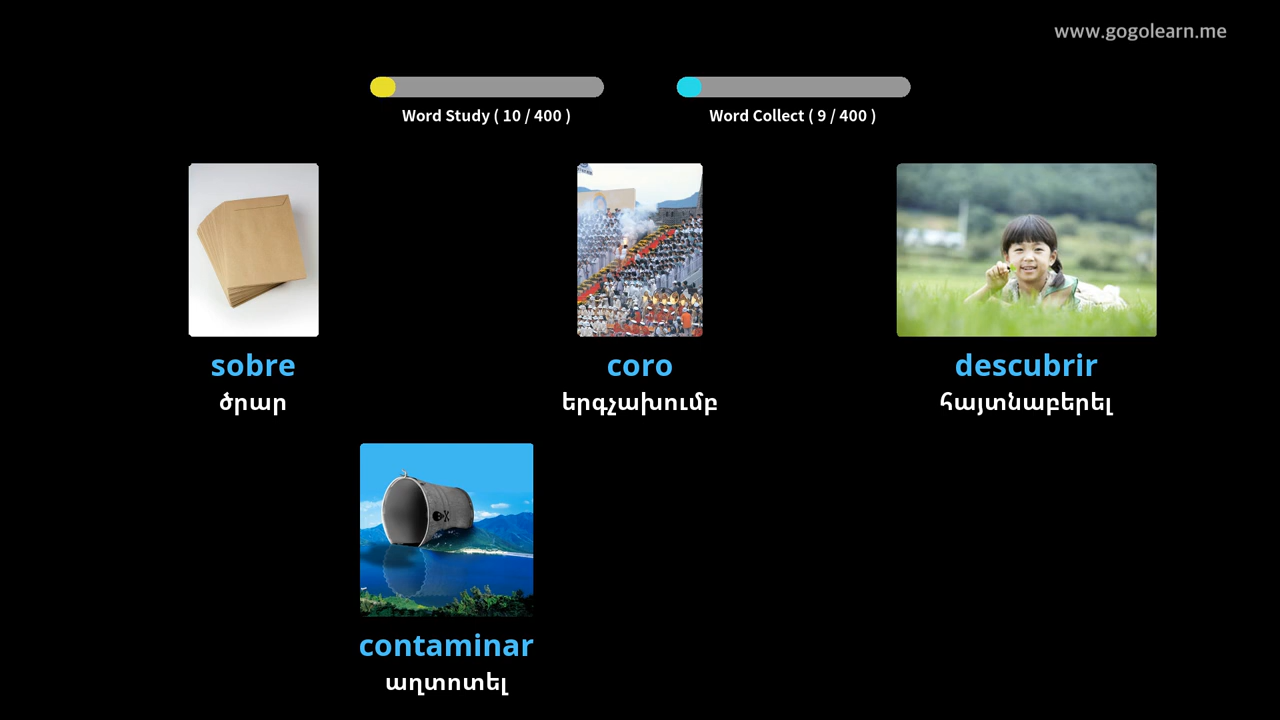 www.gogolearn.me
Word Study ( 10 / 400 )
Word Collect ( 9 / 400 )
sobre
coro
descubrir
ծրար
երգչախումբ
հայտնաբերել
contaminar
աղտոտել